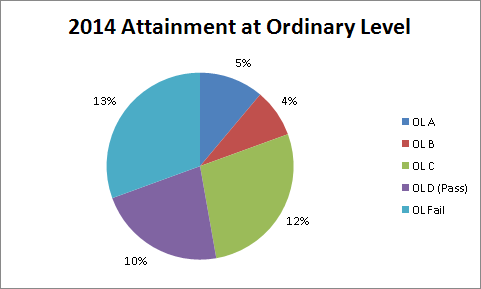 2014 Attainment at Ordinary Level
5%
4%
12%
10%
13%
OL A
OL B
OL C
OL D (Pass)
OL Fail